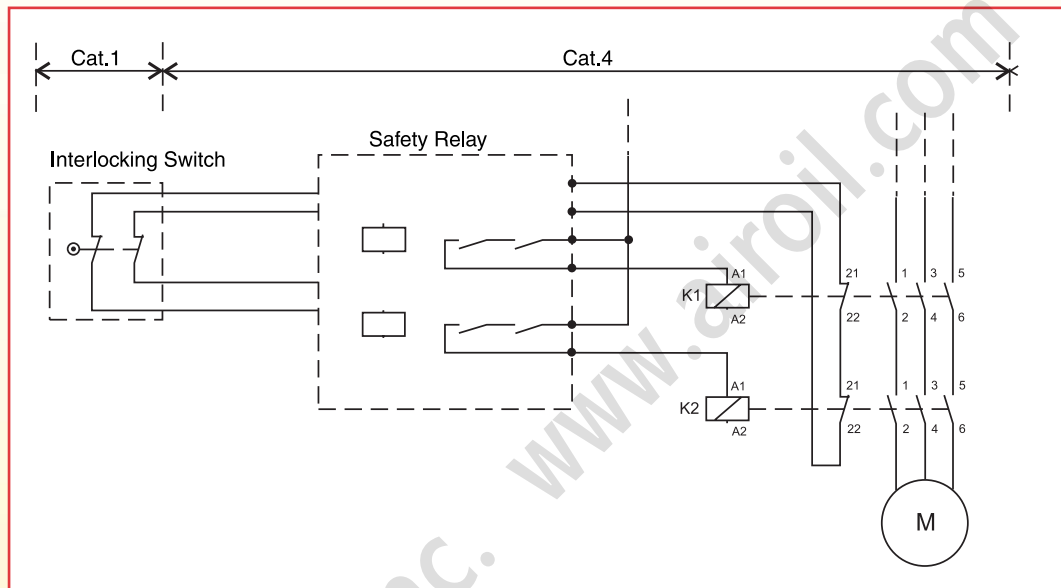 Cat.1
Cat.4
Safety Relay
Interlocking Switch
A1
K1
A2
21
1
3
5
22
2
4
6
A1
K2
A2
21
1
3
5
22
2
4
6
M
nc. www.airoil.com